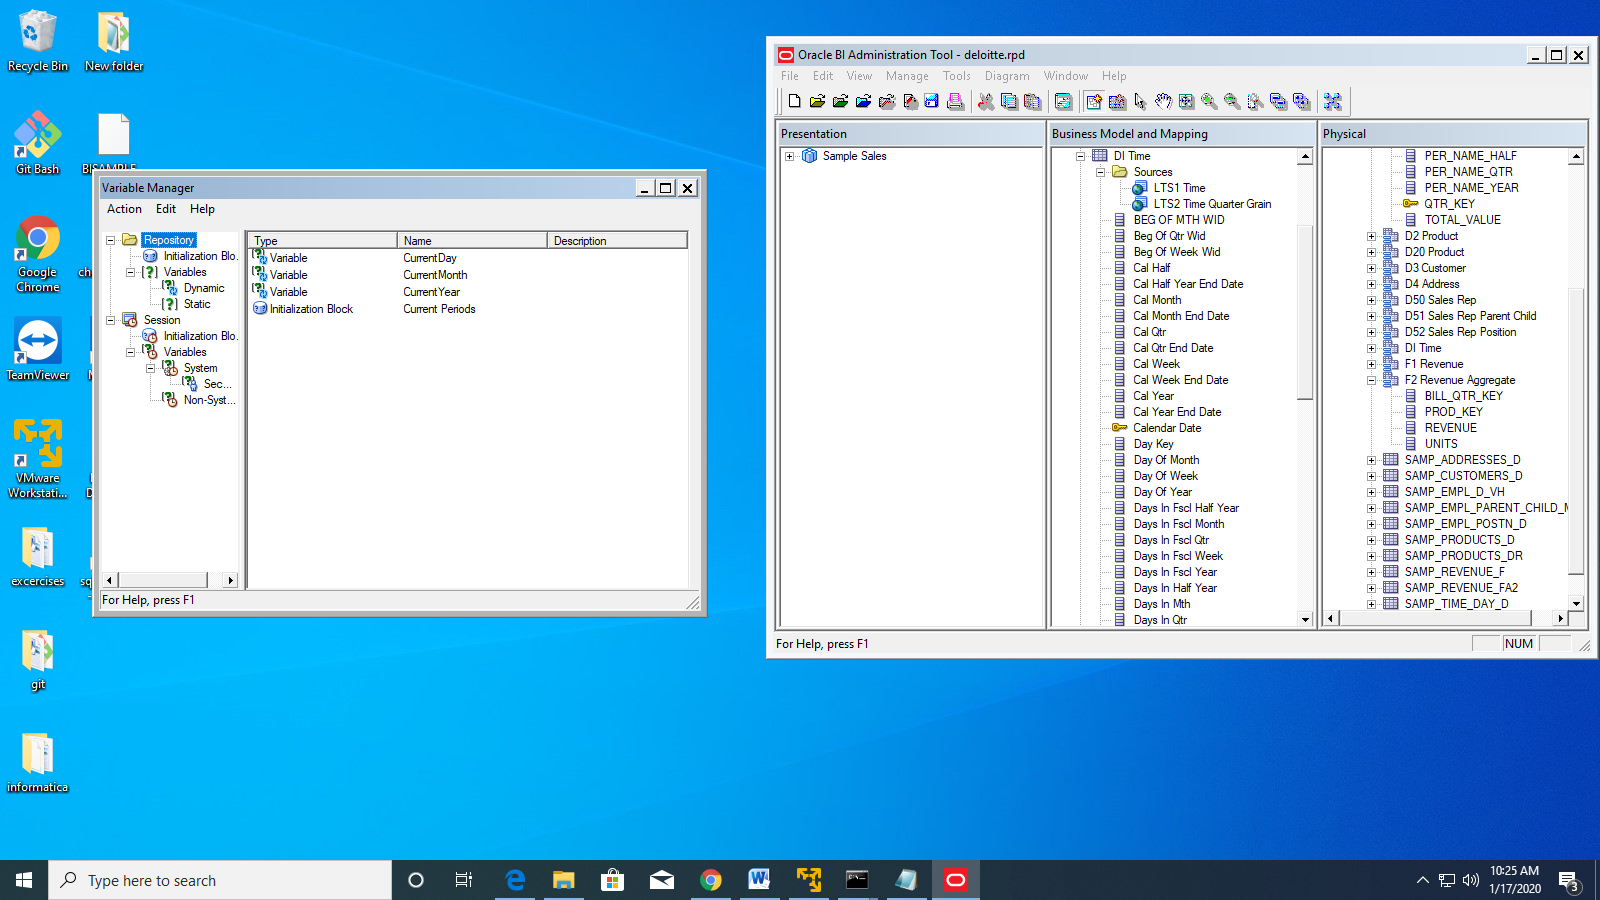 Recycle Bin
New folder
Git Bash
BISAMPLE
Google
Chrome
ch
TeamViewer
VMware
Workstati...
D
excercises
sq
git
informatica
Variable Manager
Action Edit Help
Repository
Initialization Blo.
Variables
Dynamic
Static
Session
Initialization Blo.
Variables
System
Sec...
Non-Syst...
Type Name Description
Variable CurrentDay
Variable CurrentMonth
Variable CurrentYear
Initialization Block Current Periods
For Help, press F1
Oracle BI Administration Tool - deloitte.rpd
File Edit View Manage Tools Diagram Window Help
Presentation
Sample Sales
Business Model and Mapping
DI Time
Sources
LTS1 Time
LTS2 Time Quarter Grain
BEG OF MTH WID
Beg Of Qtr Wid
Beg Of Week Wid
Cal Half
Cal Half Year End Date
Cal Month
Cal Month End Date
Cal Qtr
Cal Qtr End Date
Cal Week
Cal Week End Date
Cal Year
Cal Year End Date
Calendar Date
Day Key
Day Of Month
Day Of Week
Day Of Year
Days In Fscl Half Year
Days In Fscl Month
Days In Fscl Qtr
Days In Fscl Week
Days In Fscl Year
Days In Half Year
Days In Mth
Days In Qtr
Physical
PER_NAME_HALF
PER_NAME_QTR
PER_NAME_YEAR
QTR_KEY
TOTAL_VALUE
D2 Product
D20 Product
D3 Customer
D4 Address
D50 Sales Rep
D51 Sales Rep Parent Child
D52 Sales Rep Position
DI Time
F1 Revenue
F2 Revenue Aggregate
BILL_QTR_KEY
PROD_KEY
REVENUE
UNITS
SAMP_ADDRESSES_D
SAMP_CUSTOMERS_D
SAMP_EMPL_D_VH
SAMP_EMPL_PARENT_CHILD_M
SAMP_EMPL_POSTN_D
SAMP_PRODUCTS_D
SAMP_PRODUCTS_DR
SAMP_REVENUE_F
SAMP_REVENUE_FA2
SAMP_TIME_DAY_D
For Help, press F1
NUM
Type here to search
10:25 AM
1/17/2020
3